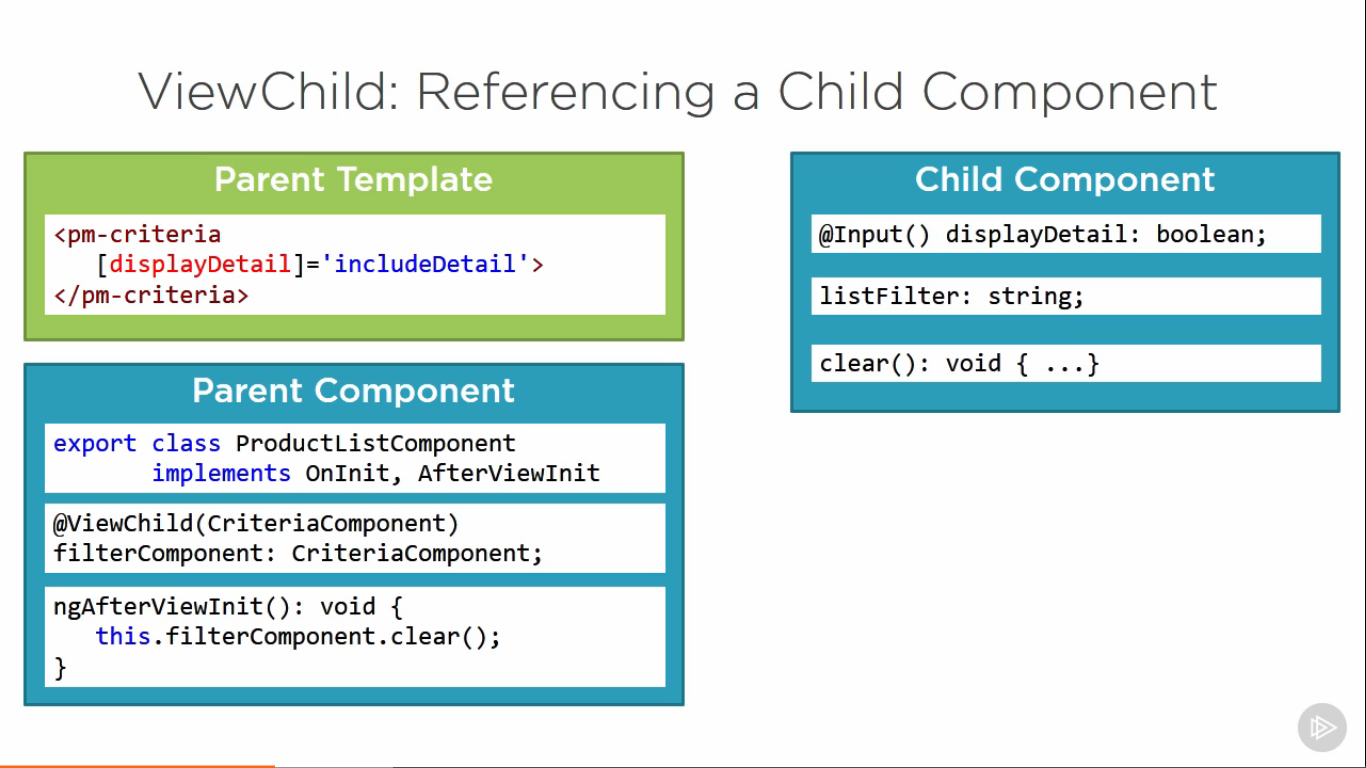 ViewChild: Referencing a Child Component
Parent Template
<pm-criteria
[displayDetail]='includeDetail'>
</pm-criteria>
Parent Component
export class ProductListComponent
implements OnInit, AfterViewInit
@ViewChild(CriteriaComponent)
filterComponent: CriteriaComponent;
ngAfterViewInit(): void {
this.filterComponent.clear();
}
Child Component
@Input() displayDetail: boolean;
listFilter: string;
clear(): void { ...}